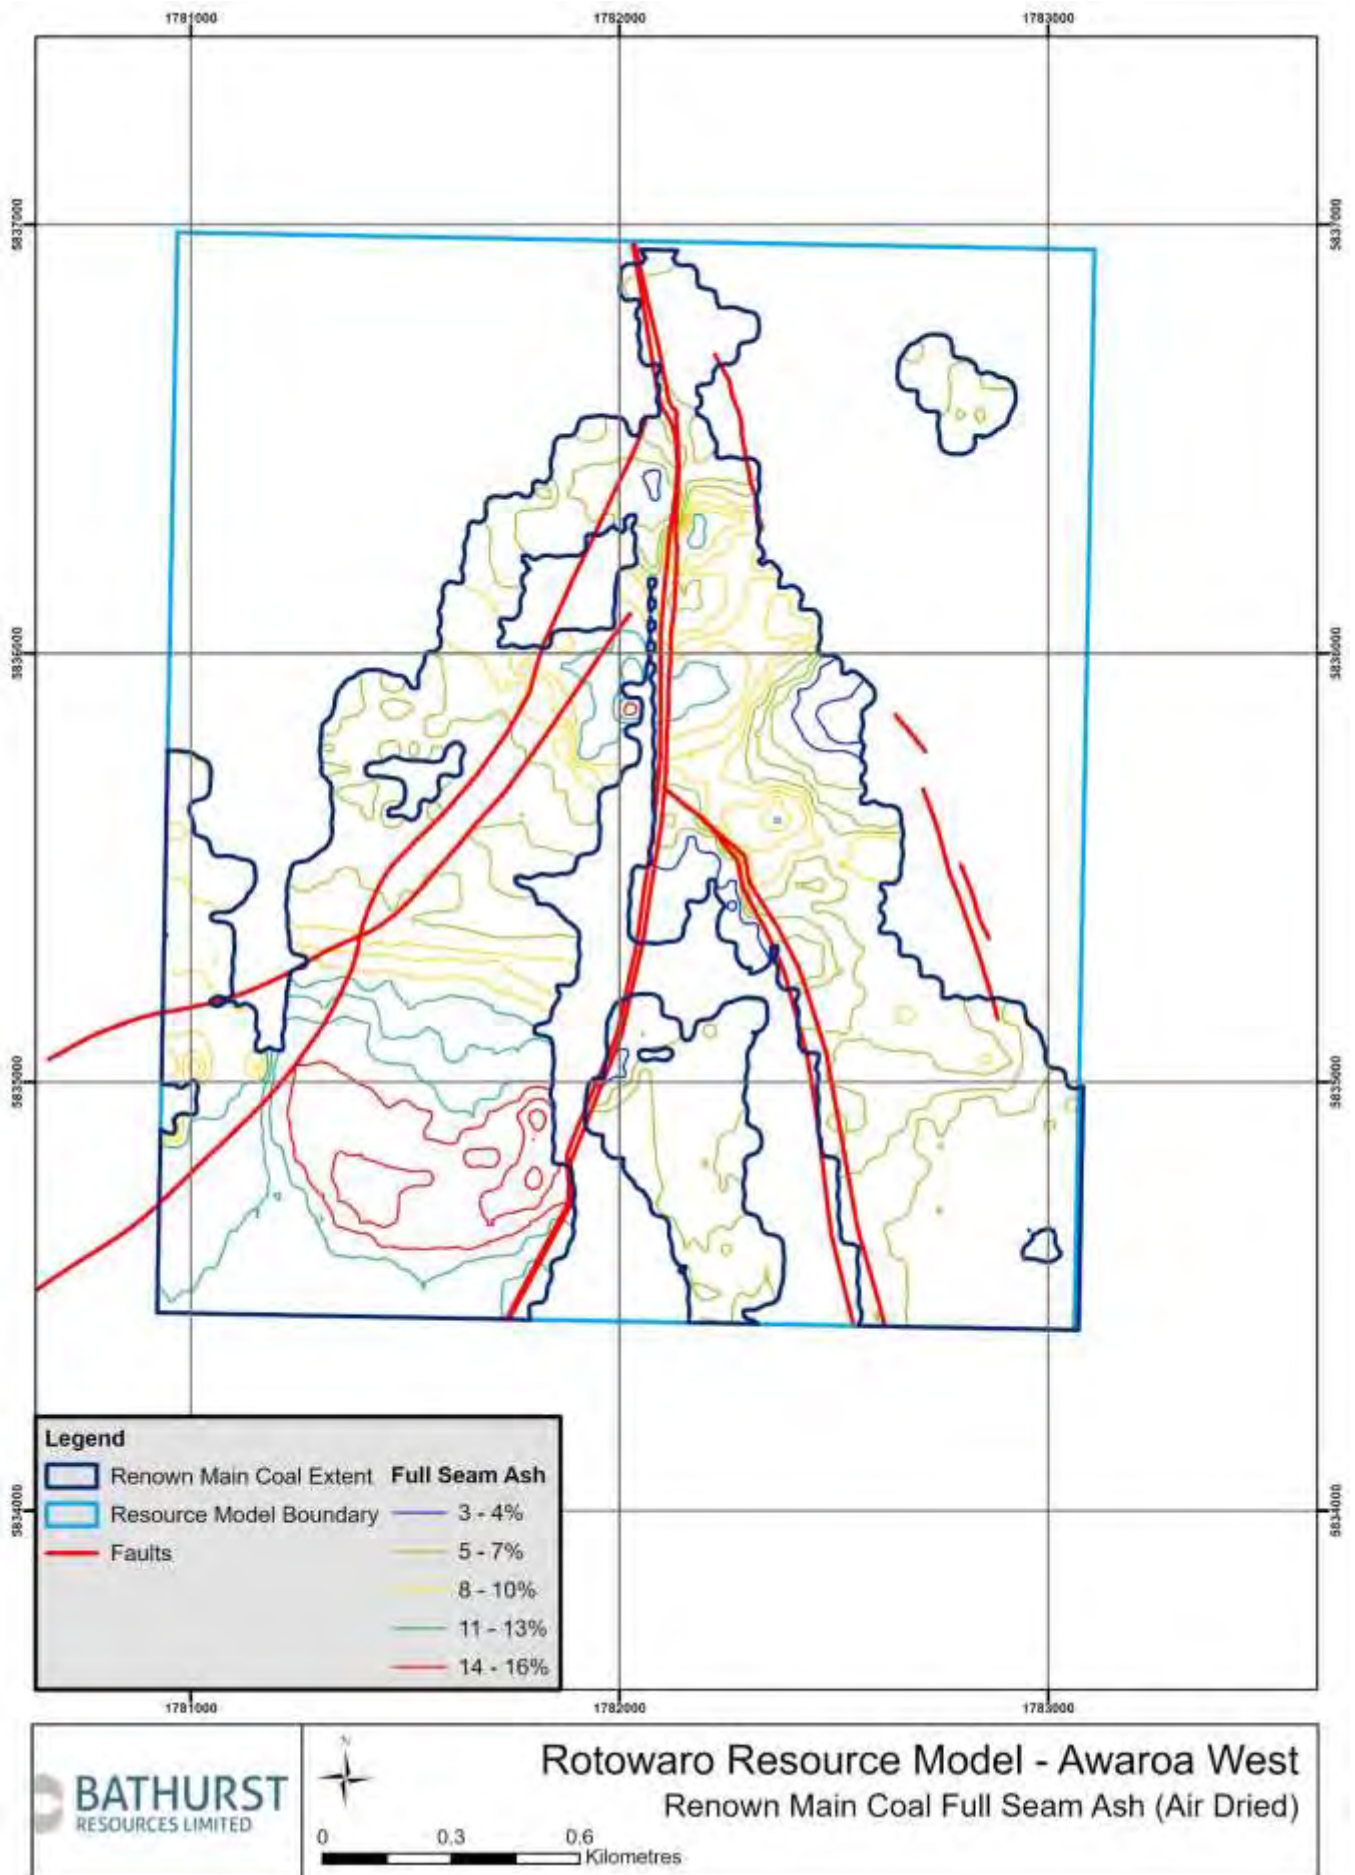 1781000 1782000 1783000
5837000 5837000
5836000 5836000
5835000 5835000
5834000 5834000
Legend
Renown Main Coal Extent
Resource Model Boundary
Faults
Full Seam Ash
3 - 4%
5 - 7%
8 - 10%
11 - 13%
14 - 16%
1781000 1782000 1783000
BATHURST
RESOURCES LIMITED
N
0 0.3 0.6
Kilometres
Rotowaro Resource Model - Awaroa West
Renown Main Coal Full Seam Ash (Air Dried)